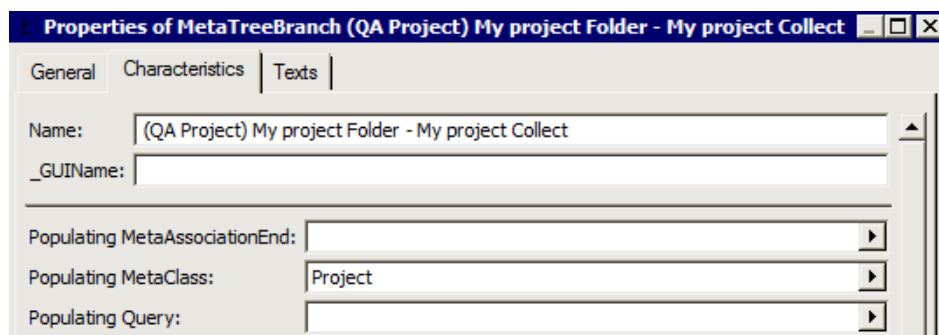 Properties of MetaTreeBranch (QA Project) My project Folder - My project Collect
General Characteristics Texts
Name: (QA Project) My project Folder - My project Collect
_GUIName:
Populating MetaAssociationEnd:
Populating MetaClass: Project
Populating Query: